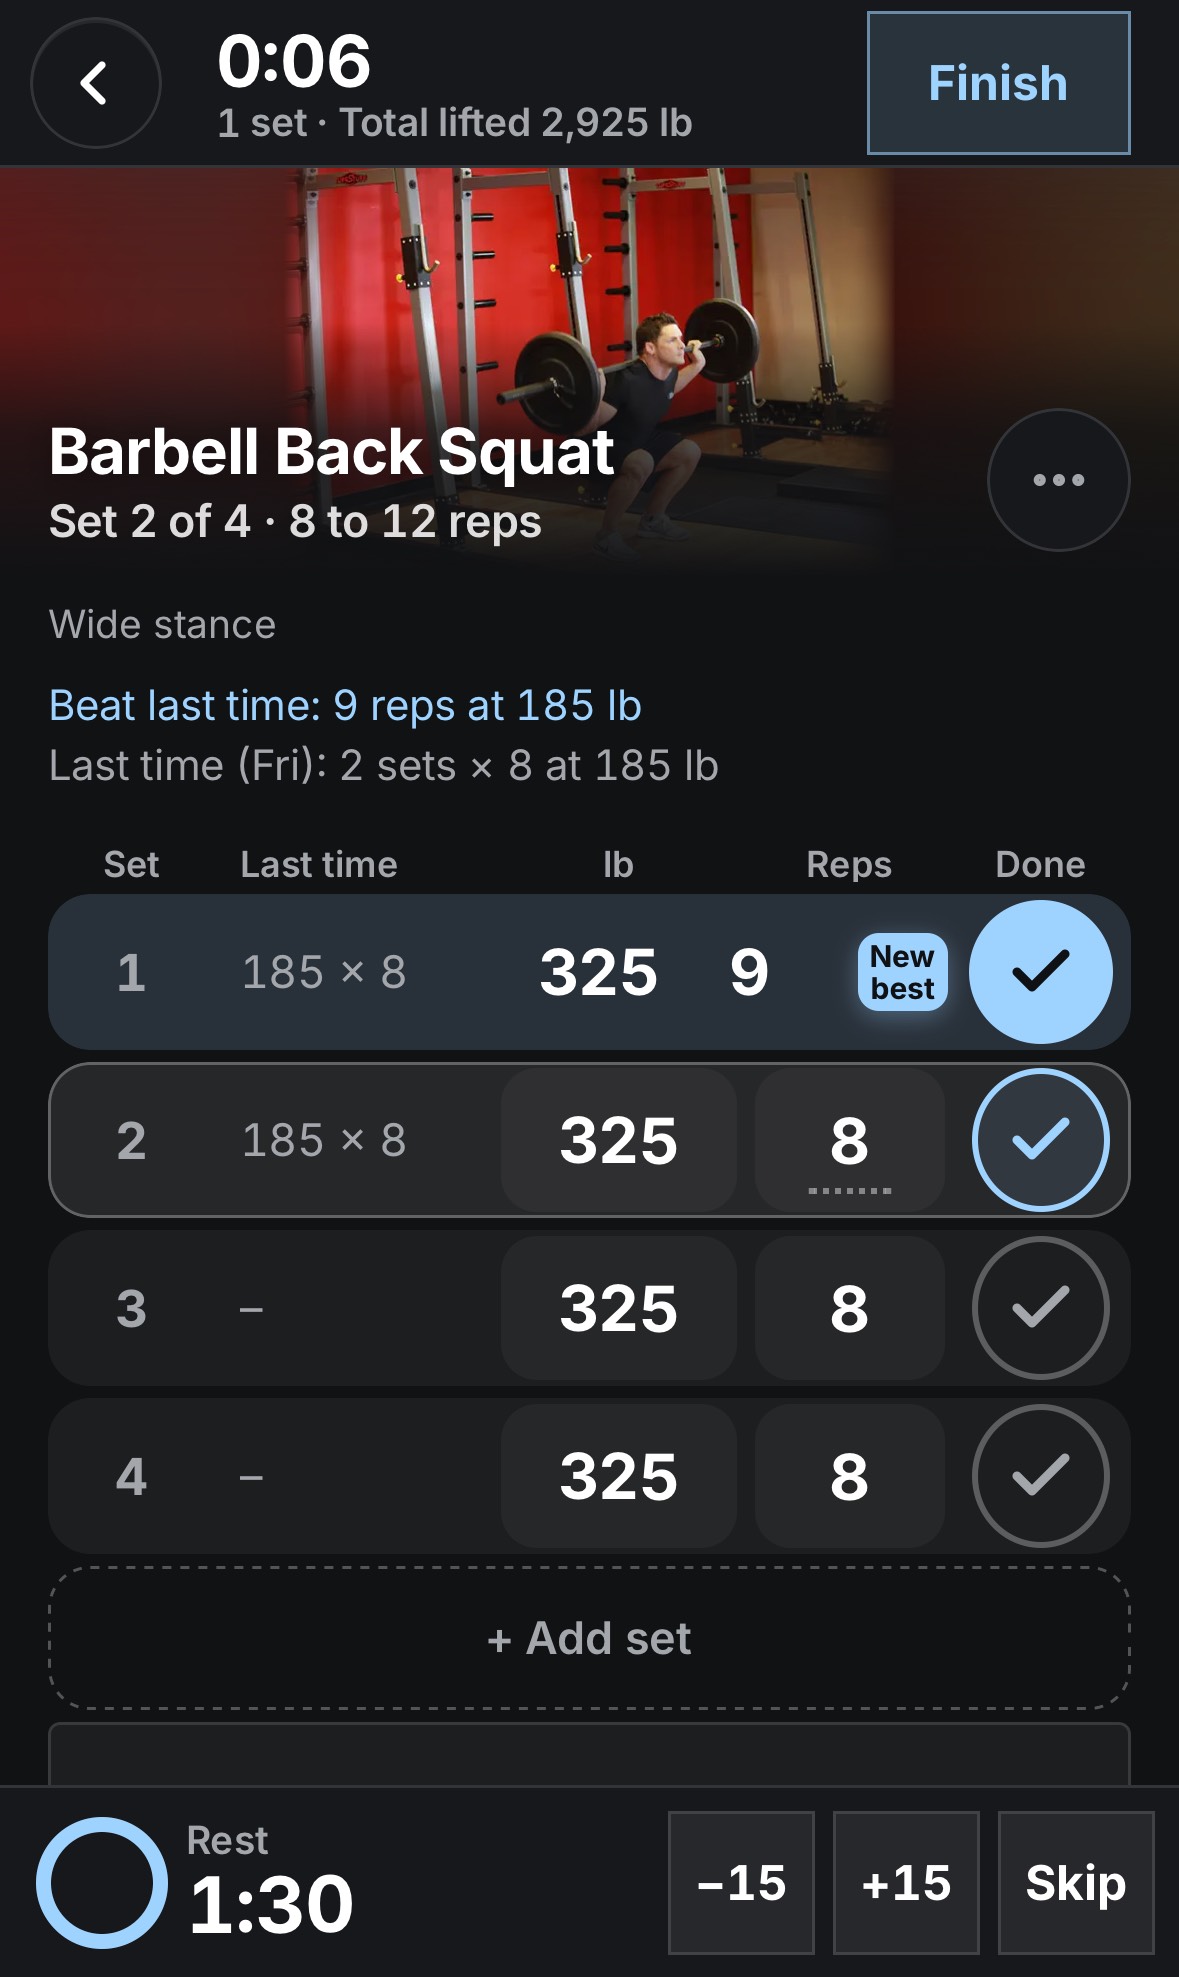 0:06
1 set · Total lifted 2,925 lb
Finish
Barbell Back Squat
Set 2 of 4 · 8 to 12 reps
Wide stance
Beat last time: 9 reps at 185 lb
Last time (Fri): 2 sets × 8 at 185 lb
Set Last time lb Reps Done
1 185 × 8 325 9 New best
2 185 × 8 325 8
3 – 325 8
4 – 325 8
+ Add set
Rest
1:30
−15 +15 Skip